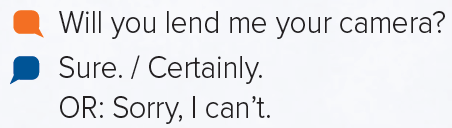 Will you lend me your camera?
Sure. / Certainly.
OR: Sorry, I can't.